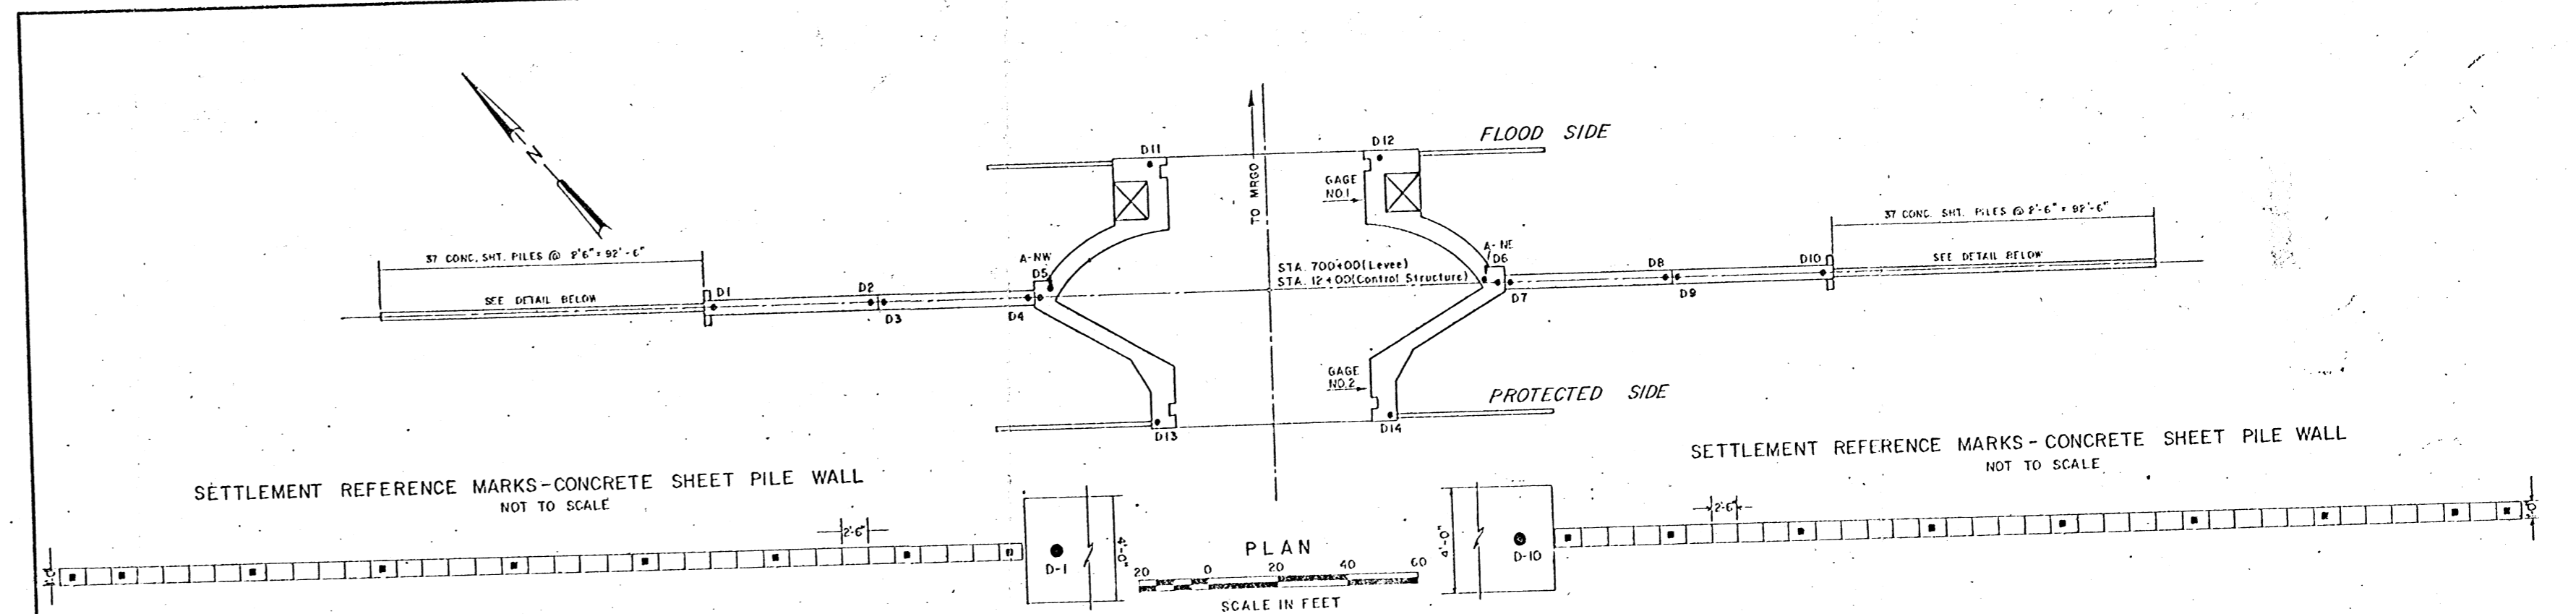 FLOOD SIDE
D11
D12
TO MRGO
GAGE
NO.1
N
37 CONC. SHT. PILES @ 2'6" = 92'-6"
37 CONC. SHT. PILES @ 2'-6" = 92'-6"
SEE DETAIL BELOW
SEE DETAIL BELOW
A-NW
D5
A-NE
D6
STA. 700+00(Levee)
STA. 12+00(Control Structure)
D1
D2
D3
D4
D7
D8
D9
D10
GAGE
NO.2
PROTECTED SIDE
D13
D14
SETTLEMENT REFERENCE MARKS-CONCRETE SHEET PILE WALL
NOT TO SCALE
SETTLEMENT REFERENCE MARKS-CONCRETE SHEET PILE WALL
NOT TO SCALE
2'-6"
D-1
4'-0"
4'-0"
D-10
2'-6"
PLAN
20 0 20 40 60
SCALE IN FEET